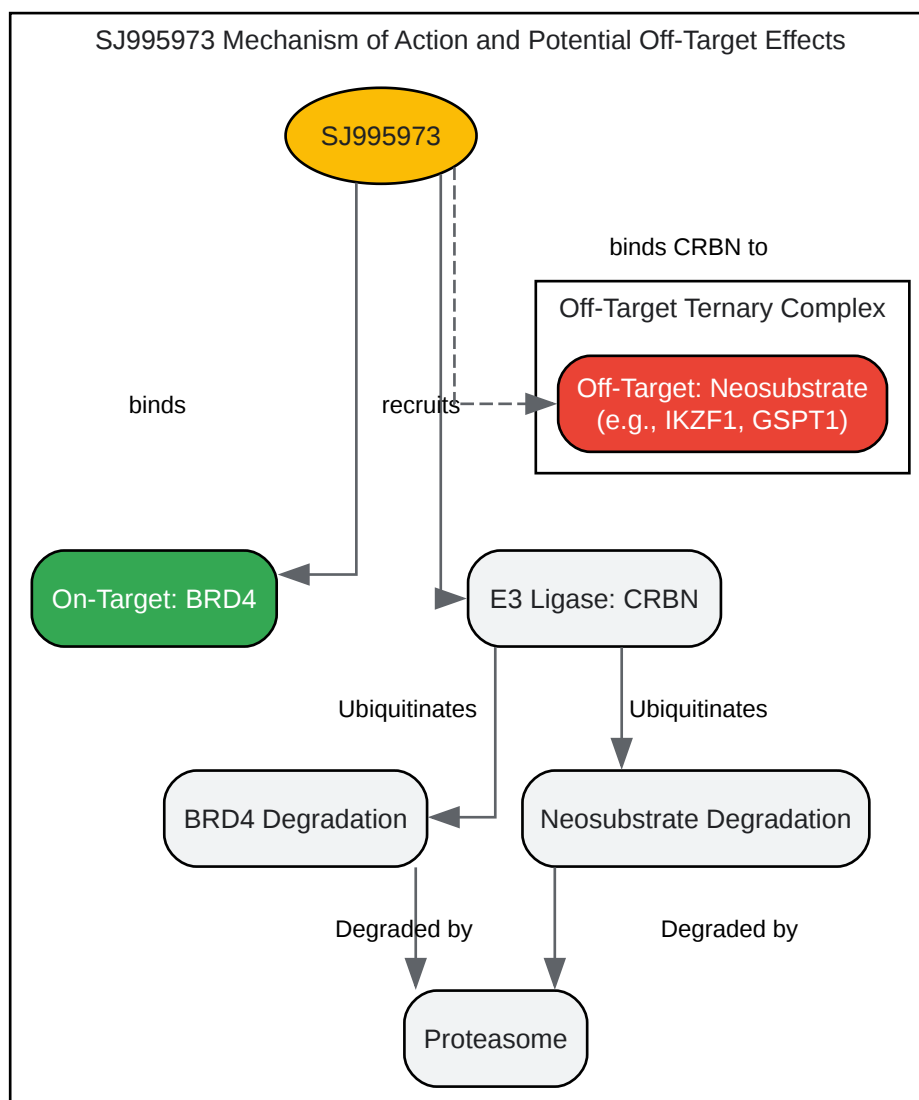 SJ995973 Mechanism of Action and Potential Off-Target Effects
SJ995973
binds CRBN to
Off-Target Ternary Complex
Off-Target: Neosubstrate
(e.g., IKZF1, GSPT1)
binds
recruits
On-Target: BRD4
E3 Ligase: CRBN
Ubiquitinates
Ubiquitinates
BRD4 Degradation
Neosubstrate Degradation
Degraded by
Degraded by
Proteasome